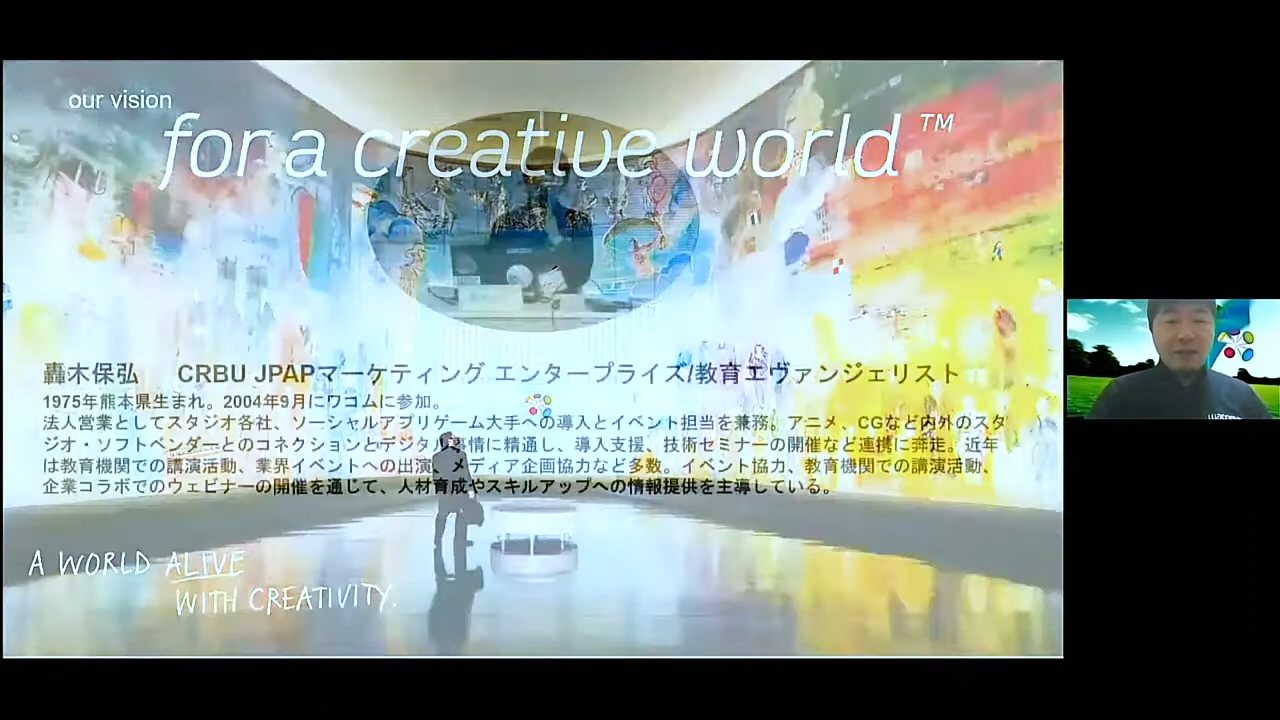 our vision
for a creative world™
轟木保弘 CRBU JPAPマーケティング エンタープライズ/教育エヴァンジェリスト
1975年熊本県生まれ。2004年9月にワコムに参加。
法人営業としてスタジオ各社、ソーシャルアプリゲーム大手への導入とイベント担当を兼務。アニメ、CGなど内外のスタ
ジオ・ソフトベンダーとのコネクションとデジタル事情に精通し、導入支援、技術セミナーの開催など連携に奔走。近年
は教育機関での講演活動、業界イベントへの出演、メディア企画協力など多数。イベント協力、教育機関での講演活動、
企業コラボでのウェビナーの開催を通じて、人材育成やスキルアップへの情報提供を主導している。
A WORLD ALIVE
WITH CREATIVITY.